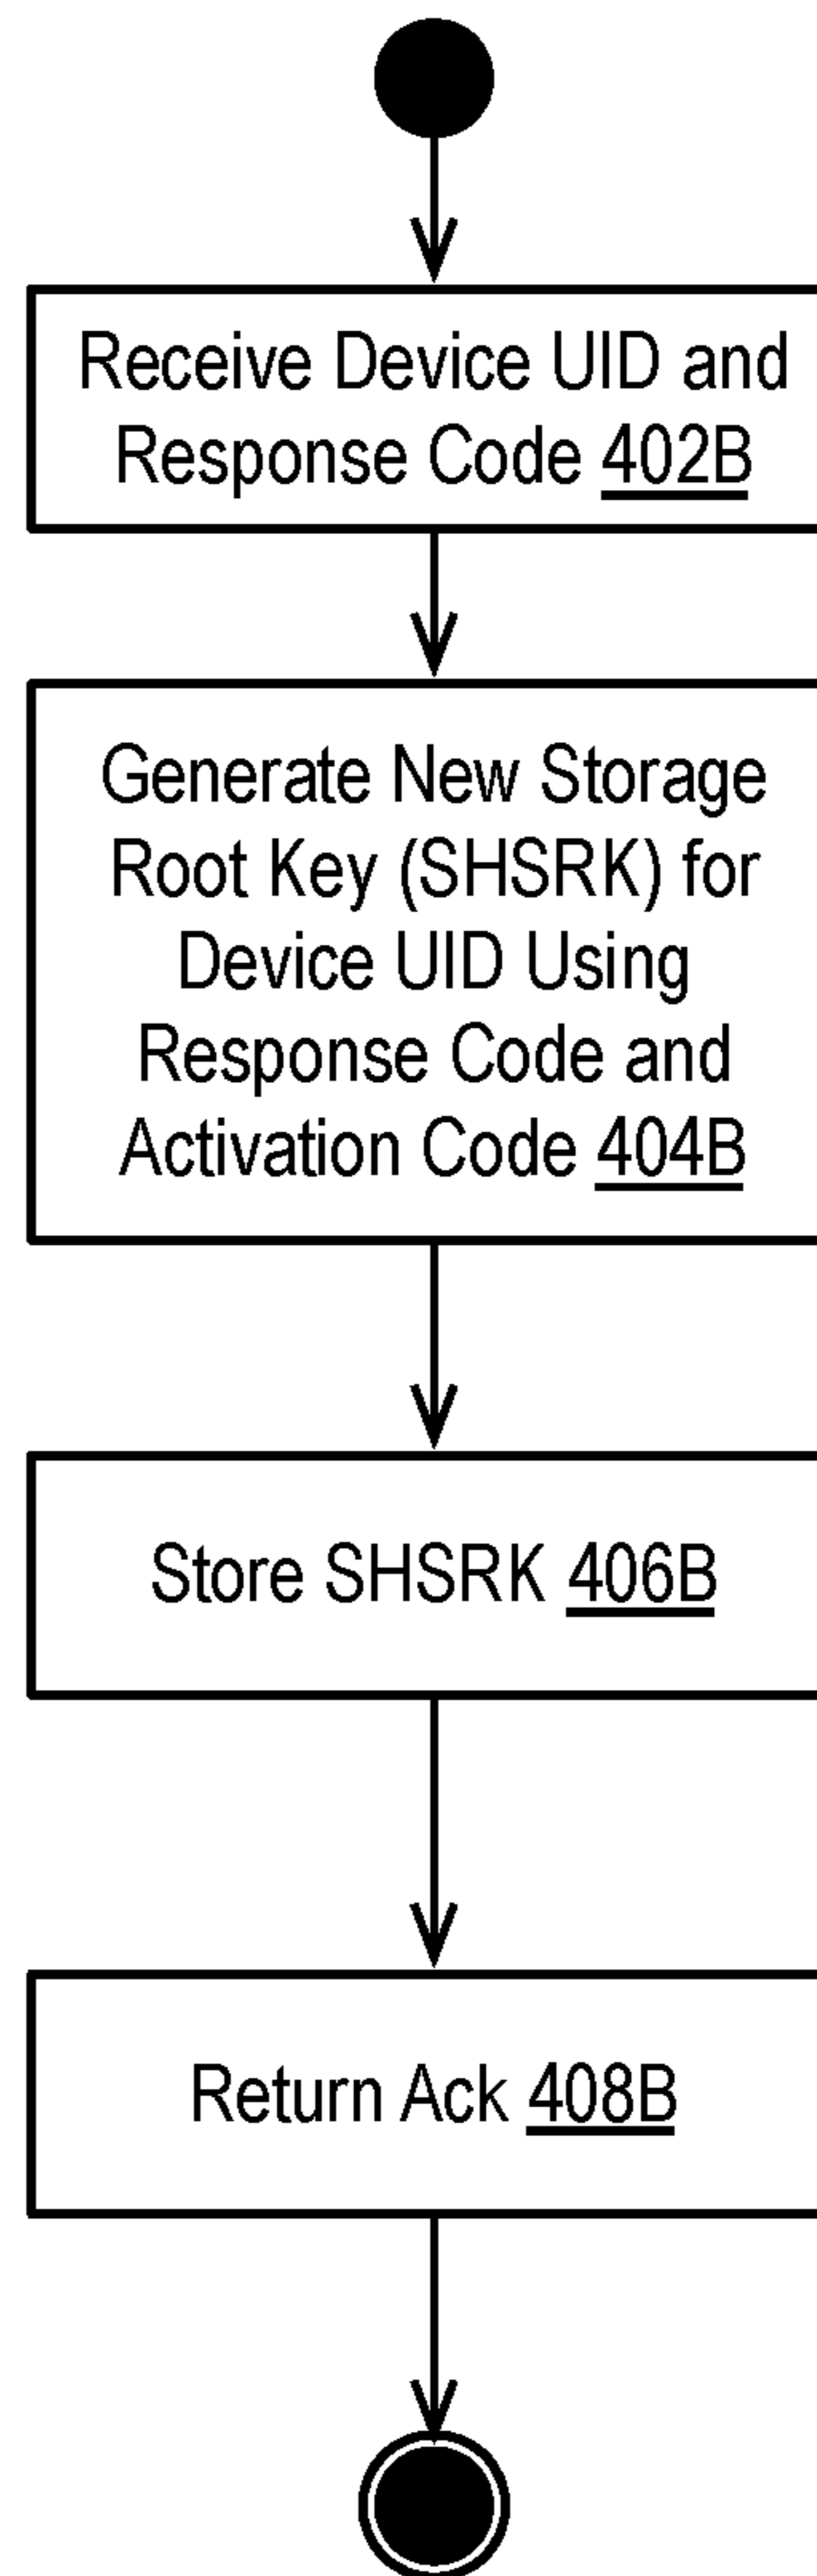 Receive Device UID and
Response Code 402B
Generate New Storage
Root Key (SHSRK) for
Device UID Using
Response Code and
Activation Code 404B
Store SHSRK 406B
Return Ack 408B